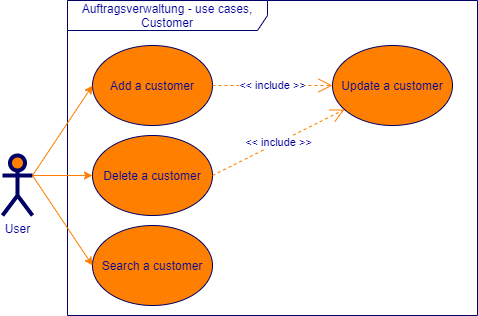 Auftragsverwaltung - use cases,
Customer
Add a customer
<< include >>
Update a customer
<< include >>
Delete a customer
User
Search a customer